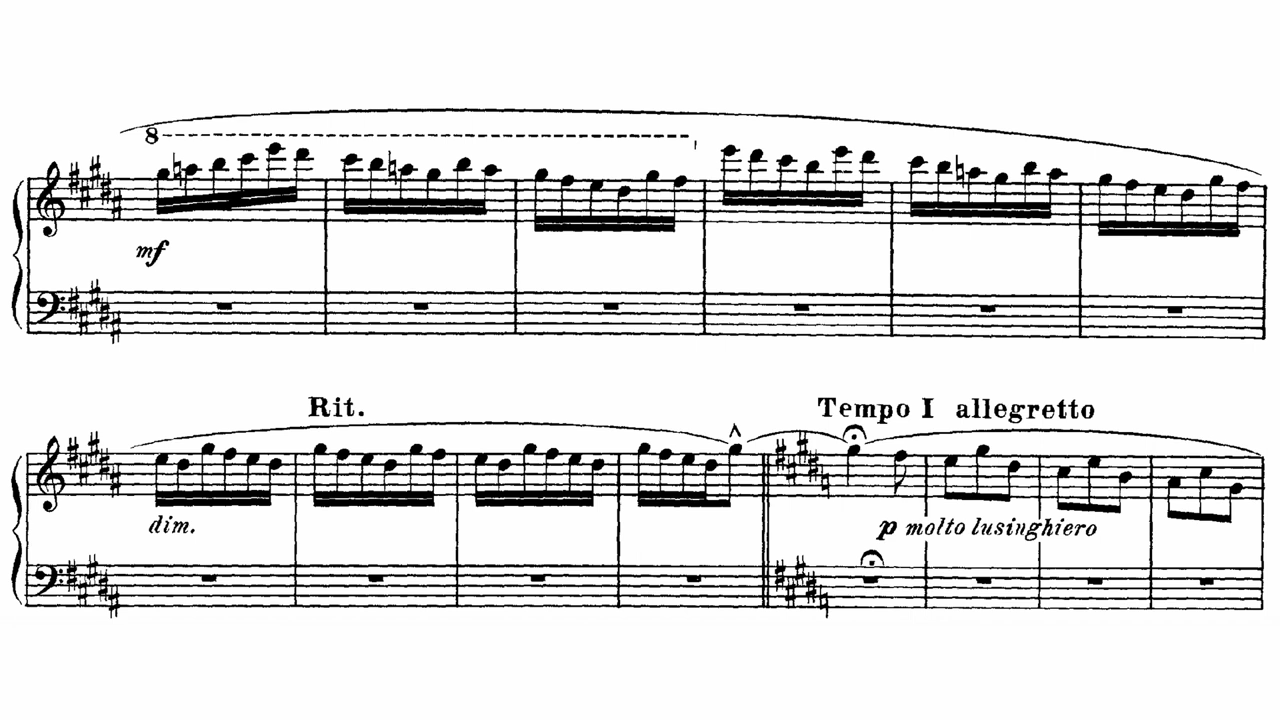 8
mf
Rit.
Tempo I allegretto
dim.
p molto lusinghiero